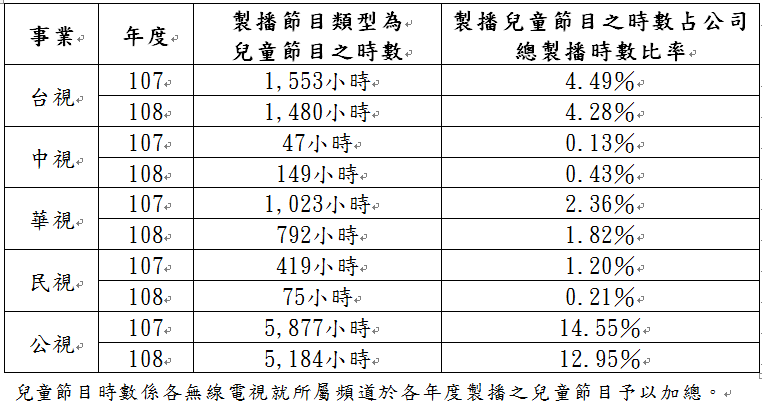 事業 年度 製播節目類型為兒童節目之時數 製播兒童節目之時數占公司總製播時數比率
台視 107 1,553小時 4.49%
108 1,480小時 4.28%
中視 107 47小時 0.13%
108 149小時 0.43%
華視 107 1,023小時 2.36%
108 792小時 1.82%
民視 107 419小時 1.20%
108 75小時 0.21%
公視 107 5,877小時 14.55%
108 5,184小時 12.95%
兒童節目時數係各無線電視就所屬頻道於各年度製播之兒童節目予以加總。